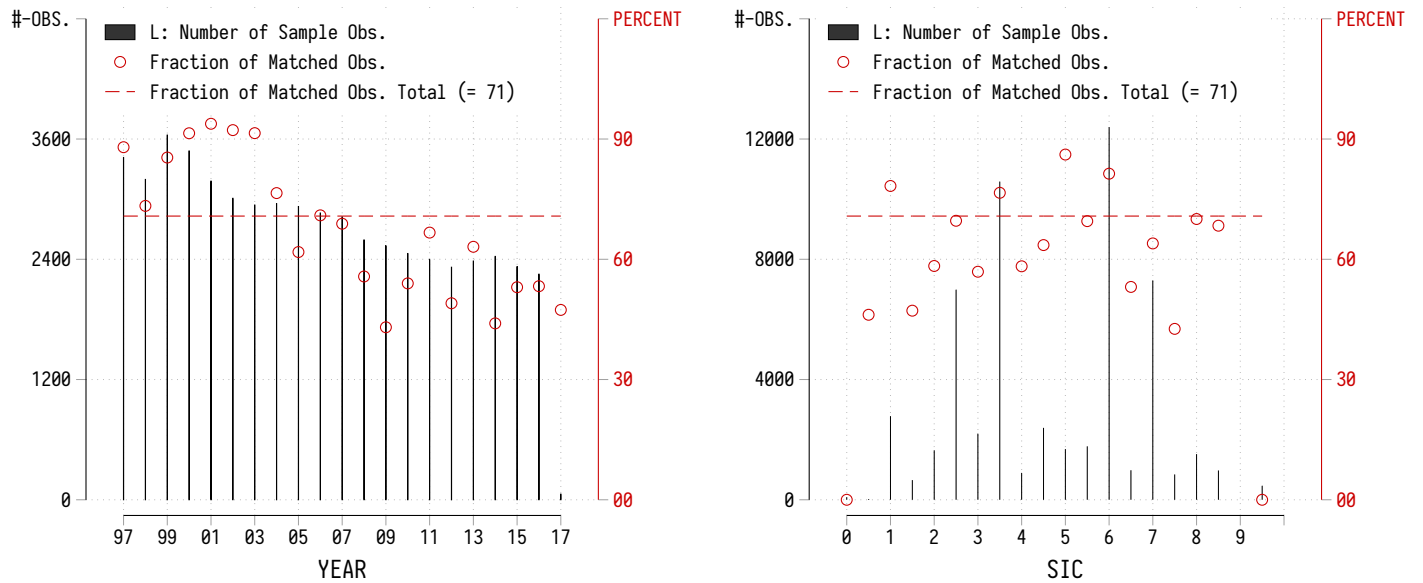 #-OBS.
PERCENT
L: Number of Sample Obs.
Fraction of Matched Obs.
Fraction of Matched Obs. Total (= 71)
3600
90
2400
60
1200
30
0
00
97 99 01 03 05 07 09 11 13 15 17
YEAR
#-OBS.
PERCENT
L: Number of Sample Obs.
Fraction of Matched Obs.
Fraction of Matched Obs. Total (= 71)
12000
90
8000
60
4000
30
0
00
0 1 2 3 4 5 6 7 8 9
SIC